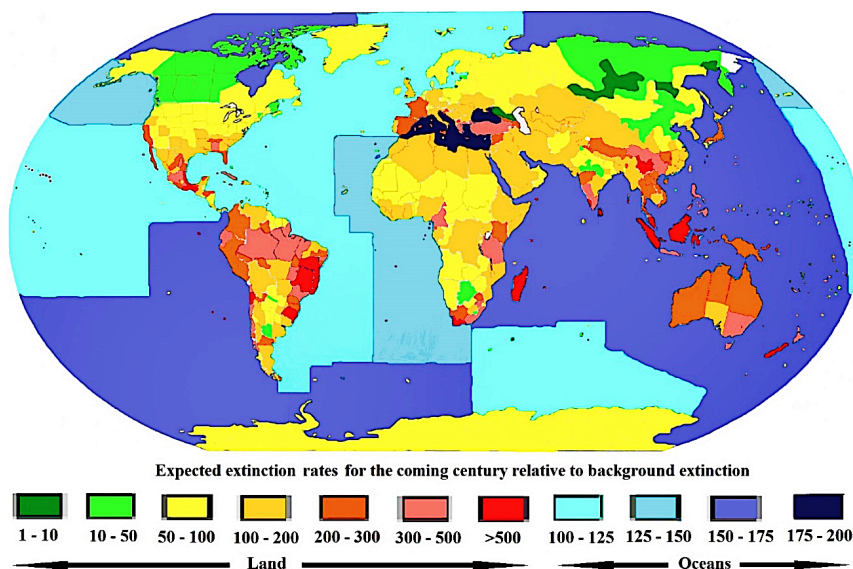 Expected extinction rates for the coming century relative to background extinction
1 - 10 10 - 50 50 - 100 100 - 200 200 - 300 300 - 500 >500 100 - 125 125 - 150 150 - 175 175 - 200
Land Oceans